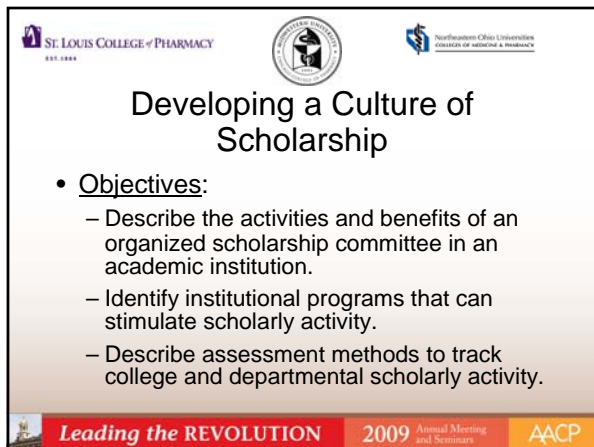 ST. LOUIS COLLEGE of PHARMACY
EST. 1864
Northeastern Ohio Universities
COLLEGES OF MEDICINE & PHARMACY
Developing a Culture of
Scholarship
• Objectives:
– Describe the activities and benefits of an
organized scholarship committee in an
academic institution.
– Identify institutional programs that can
stimulate scholarly activity.
– Describe assessment methods to track
college and departmental scholarly activity.
Leading the REVOLUTION
2009 Annual Meeting
and Seminars
AACP